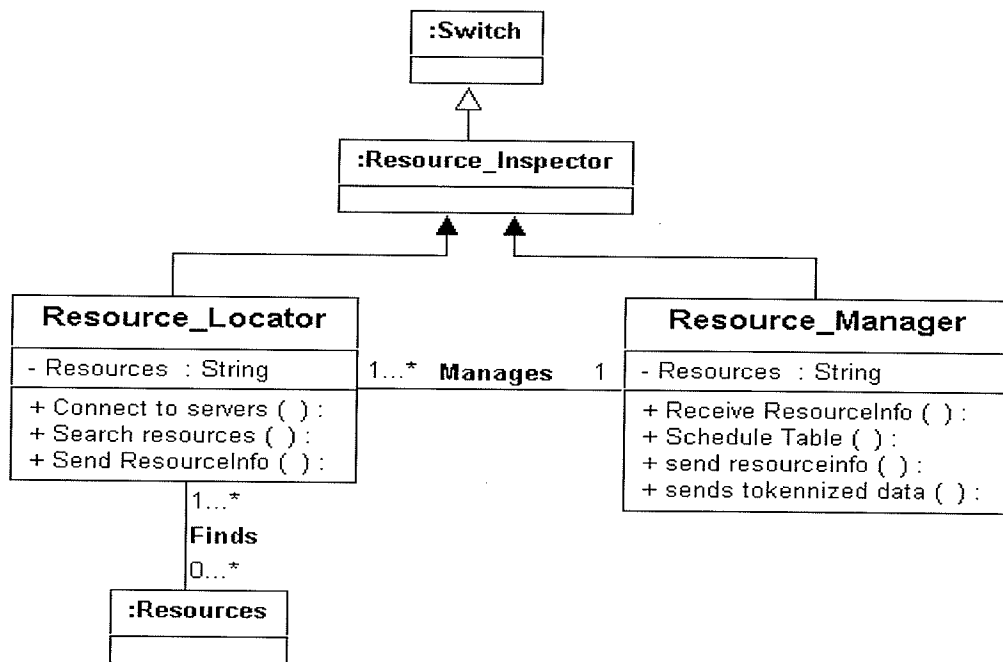 :Switch
:Resource_Inspector
Resource_Locator
- Resources : String
+ Connect to servers ( ) :
+ Search resources ( ) :
+ Send ResourceInfo ( ) :
1...* Manages 1
Resource_Manager
- Resources : String
+ Receive ResourceInfo ( ) :
+ Schedule Table ( ) :
+ send resourceinfo ( ) :
+ sends tokennized data ( ) :
1...*
Finds
0...*
:Resources